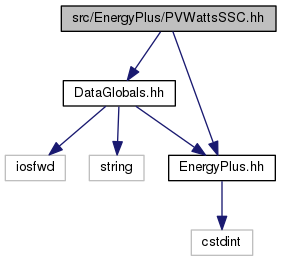 src/EnergyPlus/PVWattsSSC.hh
DataGlobals.hh
iosfwd
string
EnergyPlus.hh
cstdint